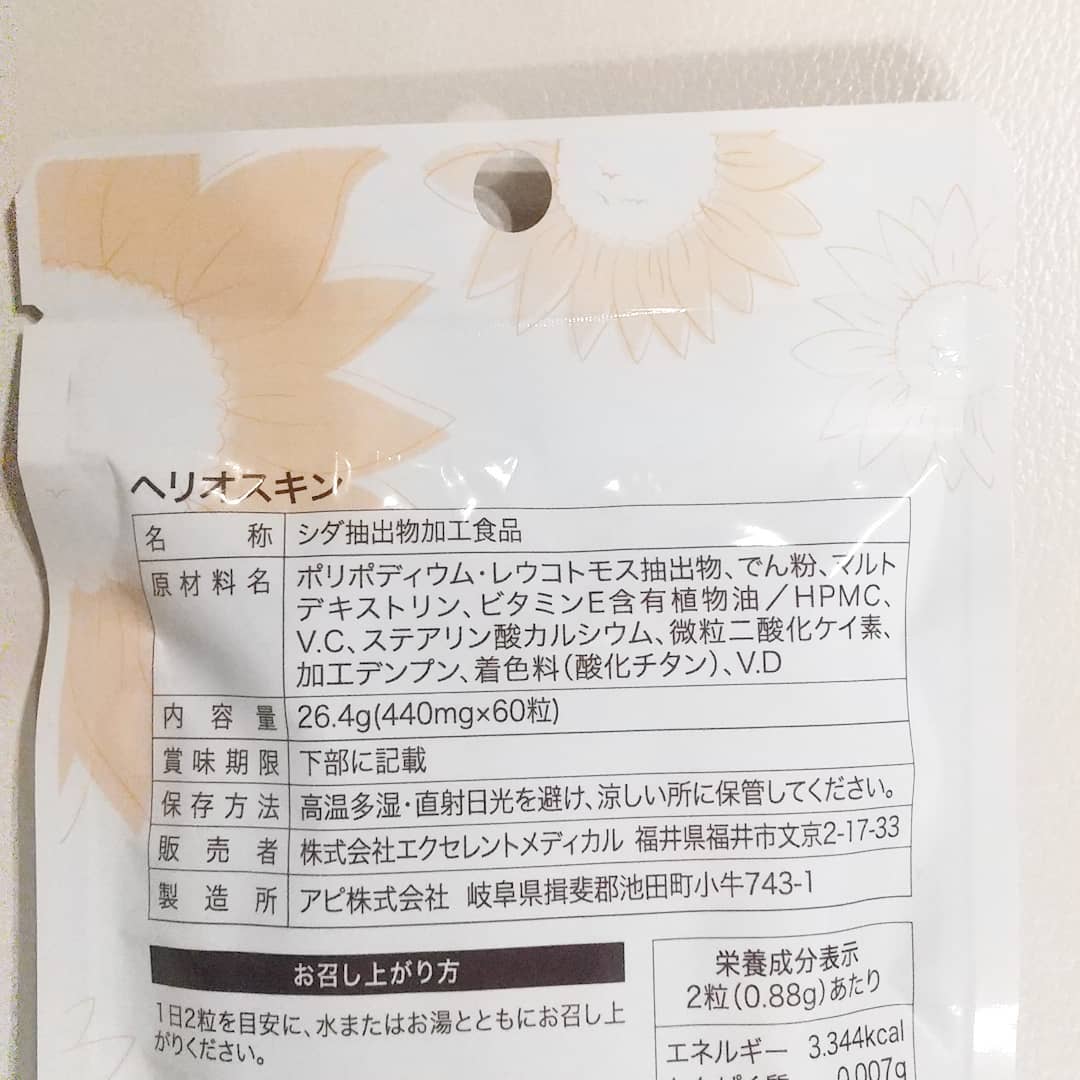 ヘリオスキン
名称 シダ抽出物加工食品
原材料名 ポリポディウム・レウコトモス抽出物、でん粉、マルト
デキストリン、ビタミンE含有植物油／HPMC、
V.C、ステアリン酸カルシウム、微粒二酸化ケイ素、
加工デンプン、着色料（酸化チタン）、V.D
内容量 26.4g(440mg×60粒)
賞味期限 下部に記載
保存方法 高温多湿・直射日光を避け、涼しい所に保管してください。
販売者 株式会社エクセレントメディカル 福井県福井市文京2-17-33
製造所 アピ株式会社 岐阜県揖斐郡池田町小牛743-1
お召し上がり方
1日2粒を目安に、水またはお湯とともにお召し上
がりください。
栄養成分表示
2粒（0.88g）あたり
エネルギー 3.344kcal
0.007g